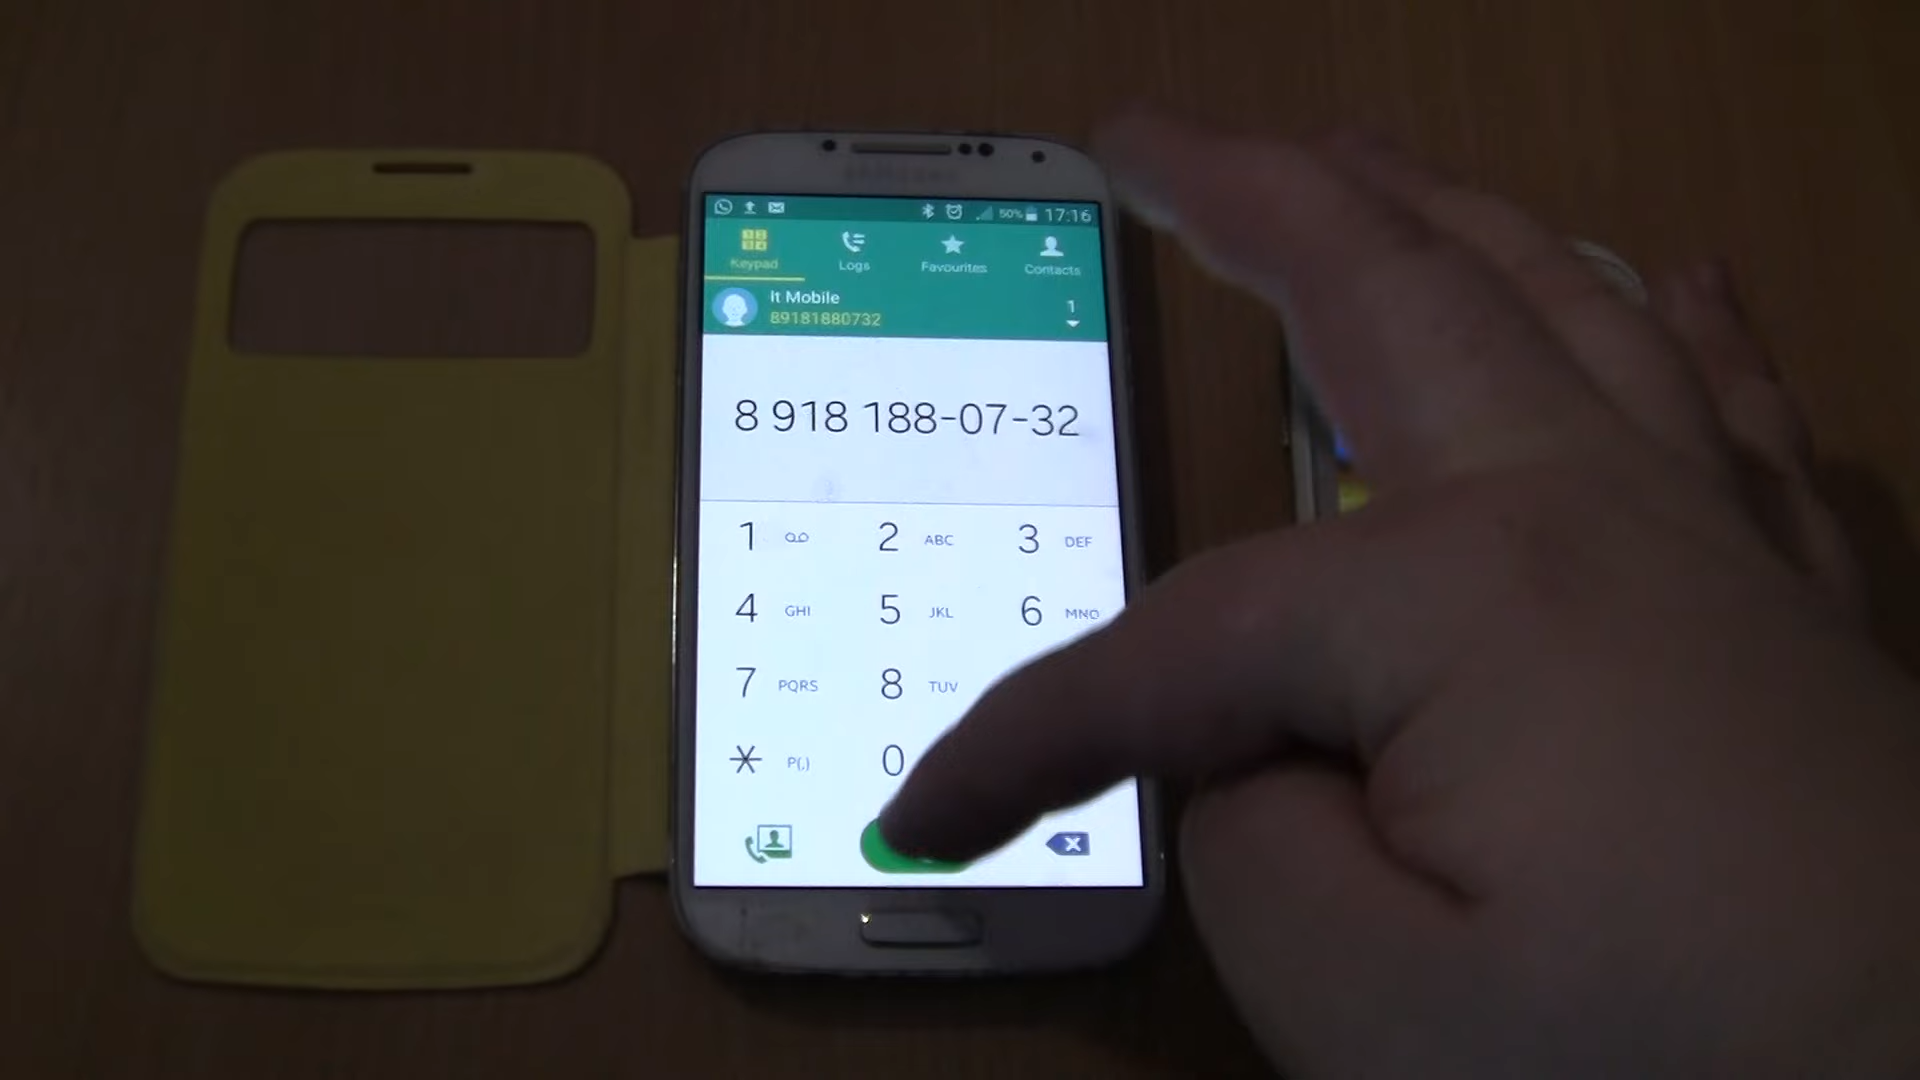 50% 17:16
Keypad Logs Favourites Contacts
It Mobile
89181880732
1
8 918 188-07-32
1 2 ABC 3 DEF
4 GHI 5 JKL 6 MNO
7 PQRS 8 TUV
* P(,) 0